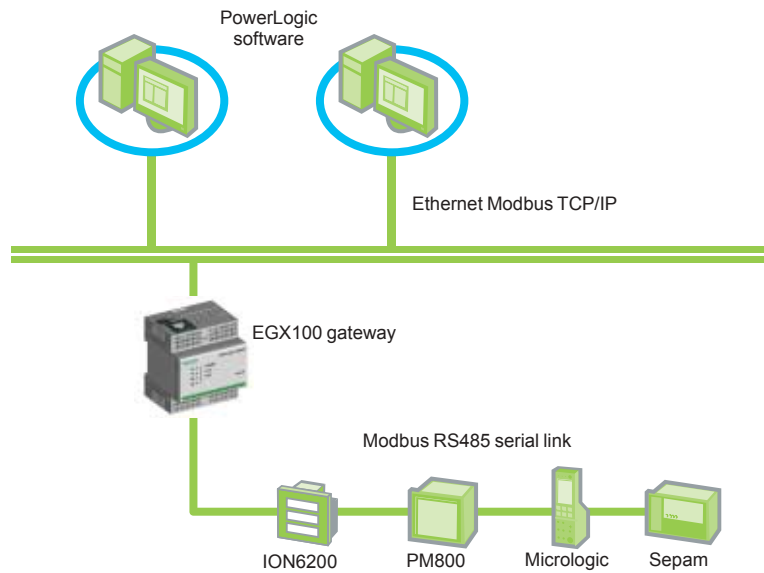 PowerLogic
software
Ethernet Modbus TCP/IP
EGX100 gateway
Modbus RS485 serial link
ION6200
PM800
Micrologic
Sepam